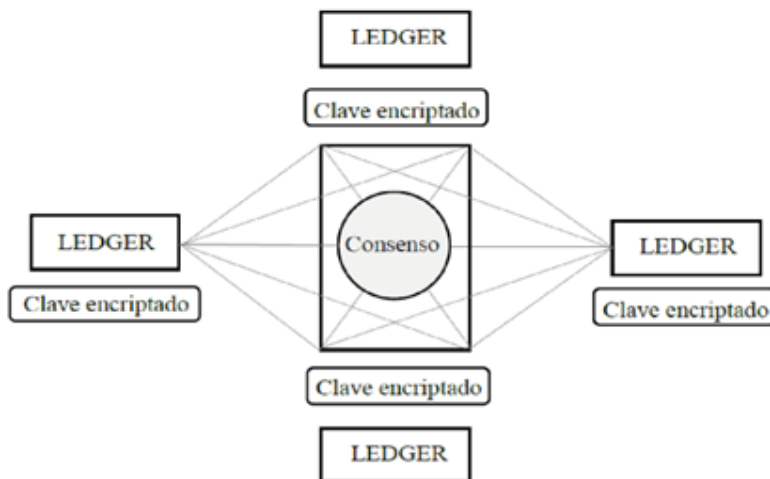 LEDGER
Clave encriptado
LEDGER
Consenso
LEDGER
Clave encriptado
Clave encriptado
Clave encriptado
LEDGER